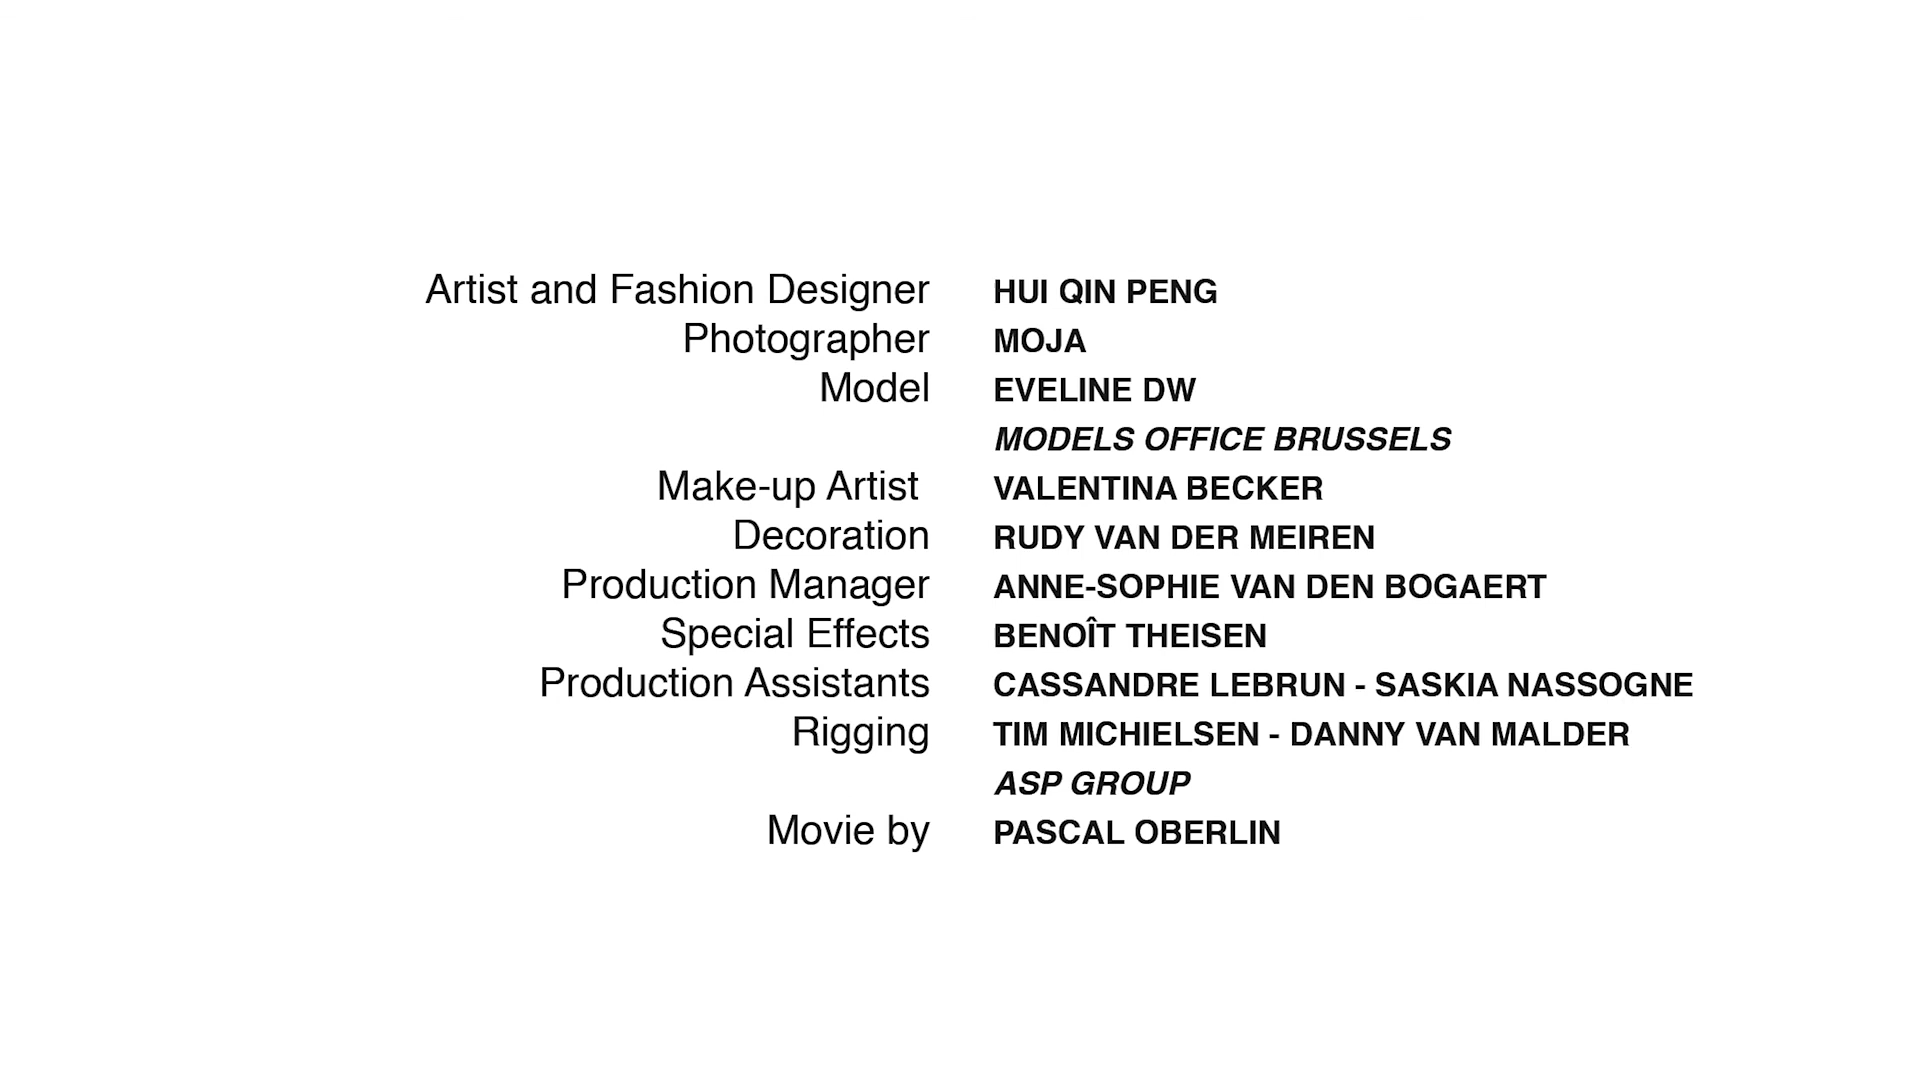 Artist and Fashion Designer HUI QIN PENG
Photographer MOJA
Model EVELINE DW
MODELS OFFICE BRUSSELS
Make-up Artist VALENTINA BECKER
Decoration RUDY VAN DER MEIREN
Production Manager ANNE-SOPHIE VAN DEN BOGAERT
Special Effects BENOÎT THEISEN
Production Assistants CASSANDRE LEBRUN - SASKIA NASSOGNE
Rigging TIM MICHIELSEN - DANNY VAN MALDER
ASP GROUP
Movie by PASCAL OBERLIN